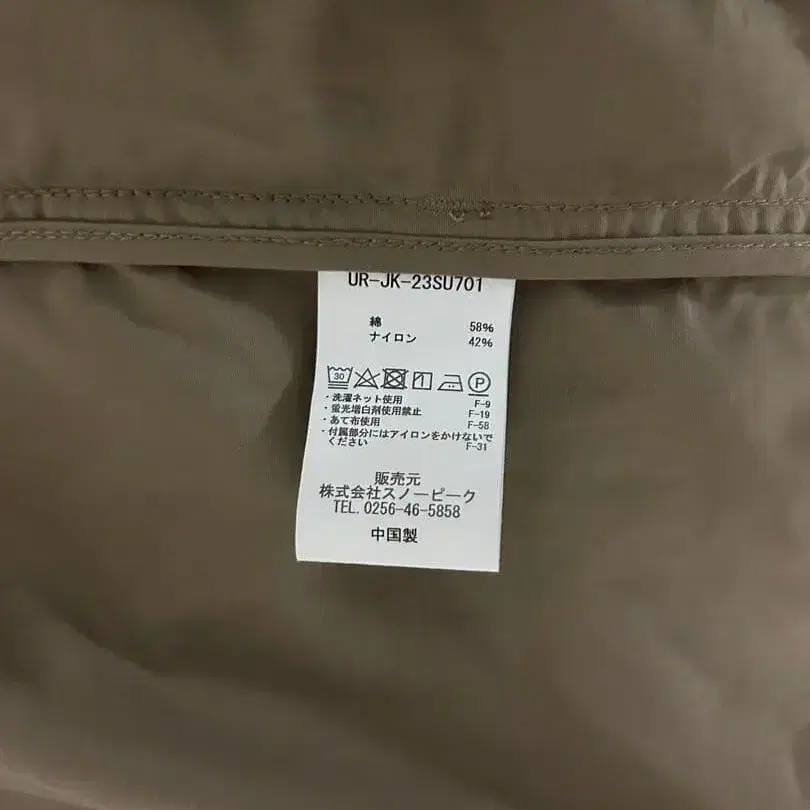 UR-JK-23SU701
綿 58%
ナイロン 42%
30 P
・洗濯ネット使用 F-9
・蛍光増白剤使用禁止 F-19
・あて布使用 F-58
・付属部分にはアイロンをかけないで
ください F-31
販売元
株式会社スノーピーク
TEL. 0256-46-5858
中国製